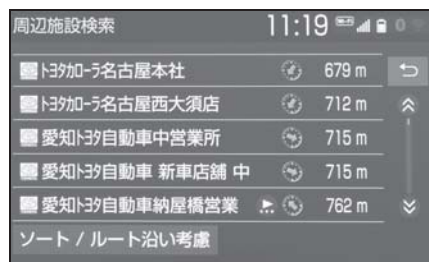 周辺施設検索 11:19
ﾄﾖﾀｶﾛｰﾗ名古屋本社 679 m
ﾄﾖﾀｶﾛｰﾗ名古屋西大須店 712 m
愛知ﾄﾖﾀ自動車中営業所 715 m
愛知ﾄﾖﾀ自動車 新車店舗 中 715 m
愛知ﾄﾖﾀ自動車納屋橋営業 762 m
ソート / ルート沿い考慮